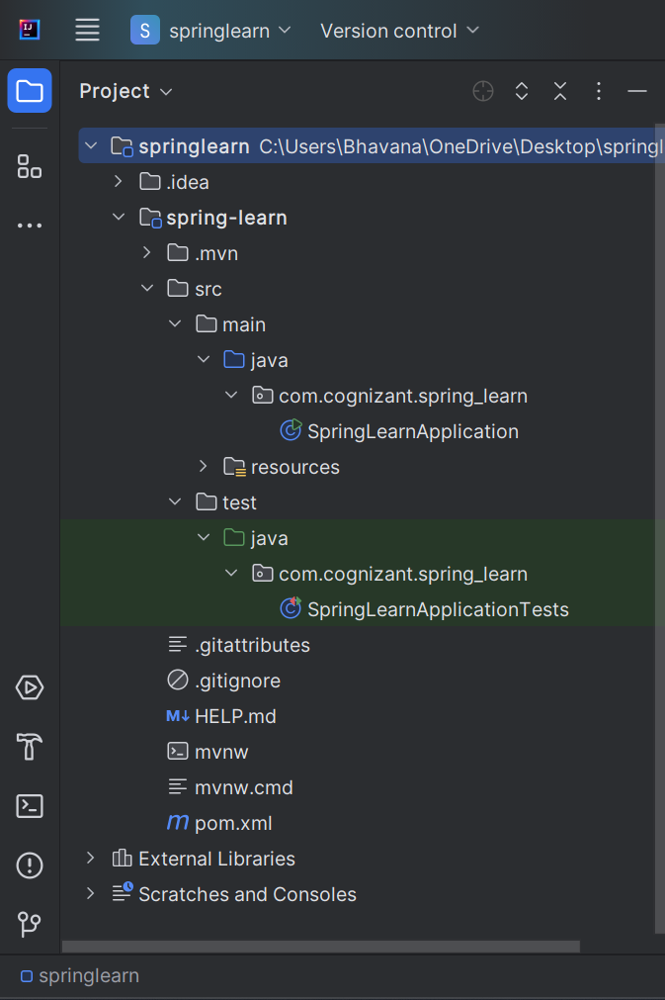 S springlearn Version control
Project
springlearn C:\Users\Bhavana\OneDrive\Desktop\springl
.idea
spring-learn
.mvn
src
main
java
com.cognizant.spring_learn
SpringLearnApplication
resources
test
java
com.cognizant.spring_learn
SpringLearnApplicationTests
.gitattributes
.gitignore
M↓ HELP.md
mvnw
mvnw.cmd
m pom.xml
External Libraries
Scratches and Consoles
springlearn